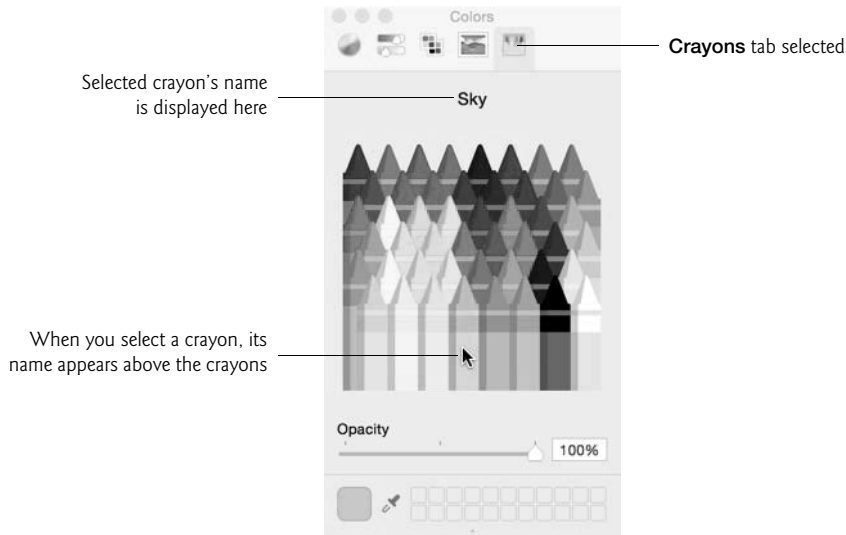 Colors
Crayons tab selected
Selected crayon's name
is displayed here
Sky
When you select a crayon, its
name appears above the crayons
Opacity
100%